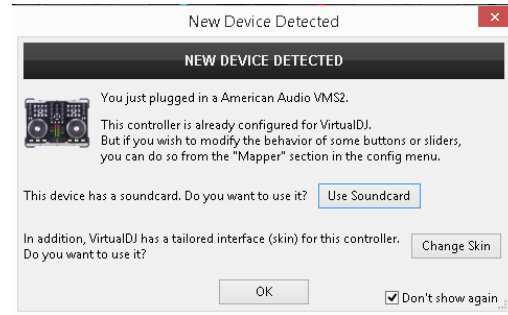 New Device Detected
NEW DEVICE DETECTED
You just plugged in a American Audio VMS2.
This controller is already configured for VirtualDJ.
But if you wish to modify the behavior of some buttons or sliders,
you can do so from the "Mapper" section in the config menu.
This device has a soundcard. Do you want to use it?
Use Soundcard
In addition, VirtualDJ has a tailored interface (skin) for this controller.
Do you want to use it?
Change Skin
OK
Don't show again